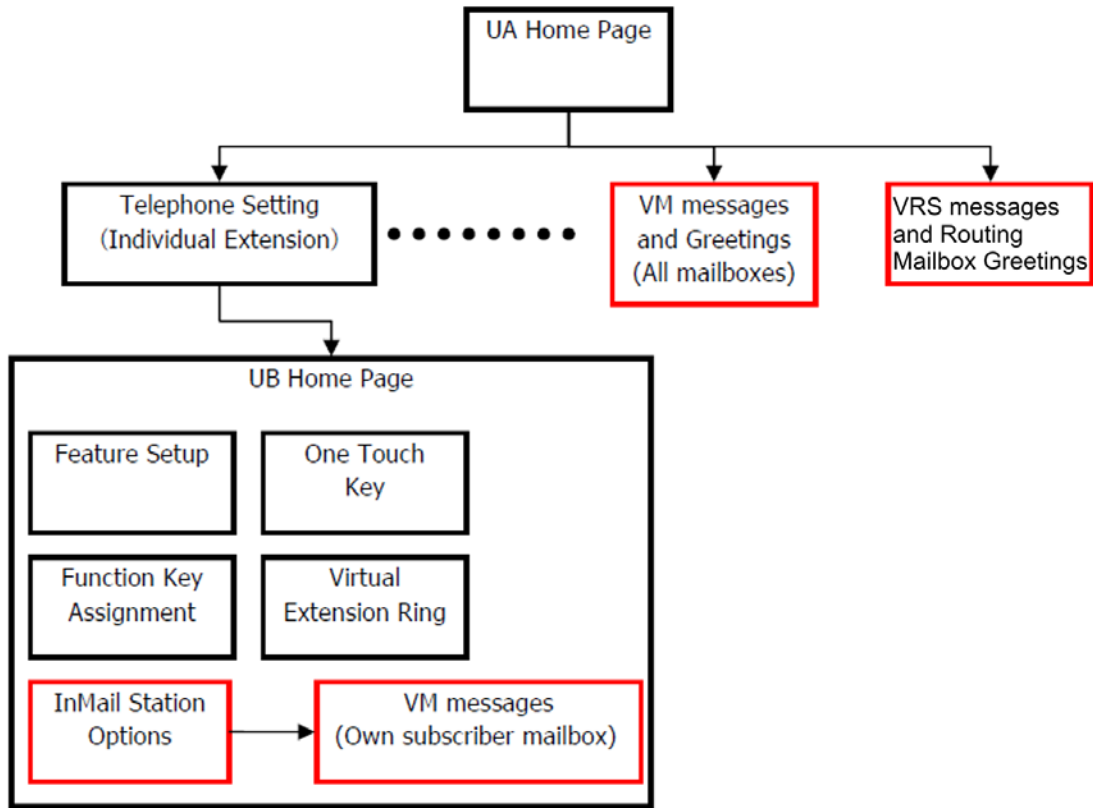 UA Home Page
Telephone Setting
(Individual Extension)
VM messages
and Greetings
(All mailboxes)
VRS messages
and Routing
Mailbox Greetings
UB Home Page
Feature Setup
One Touch
Key
Function Key
Assignment
Virtual
Extension Ring
InMail Station
Options
VM messages
(Own subscriber mailbox)